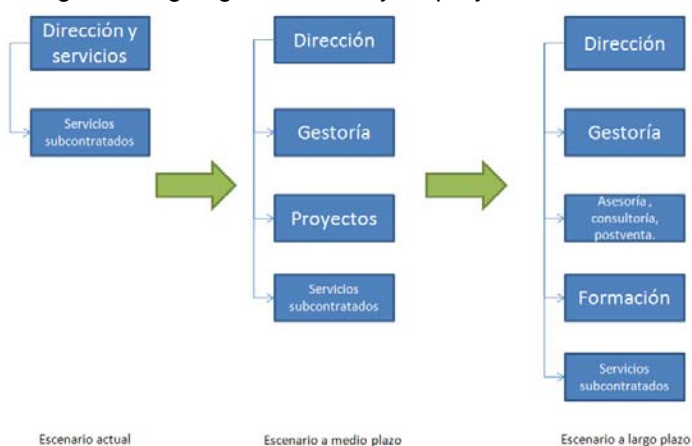 Dirección y
servicios
Servicios
subcontratados
Escenario actual
Dirección
Gestoría
Proyectos
Servicios
subcontratados
Escenario a medio plazo
Dirección
Gestoría
Asesoría ,
consultoría,
postventa.
Formación
Servicios
subcontratados
Escenario a largo plazo